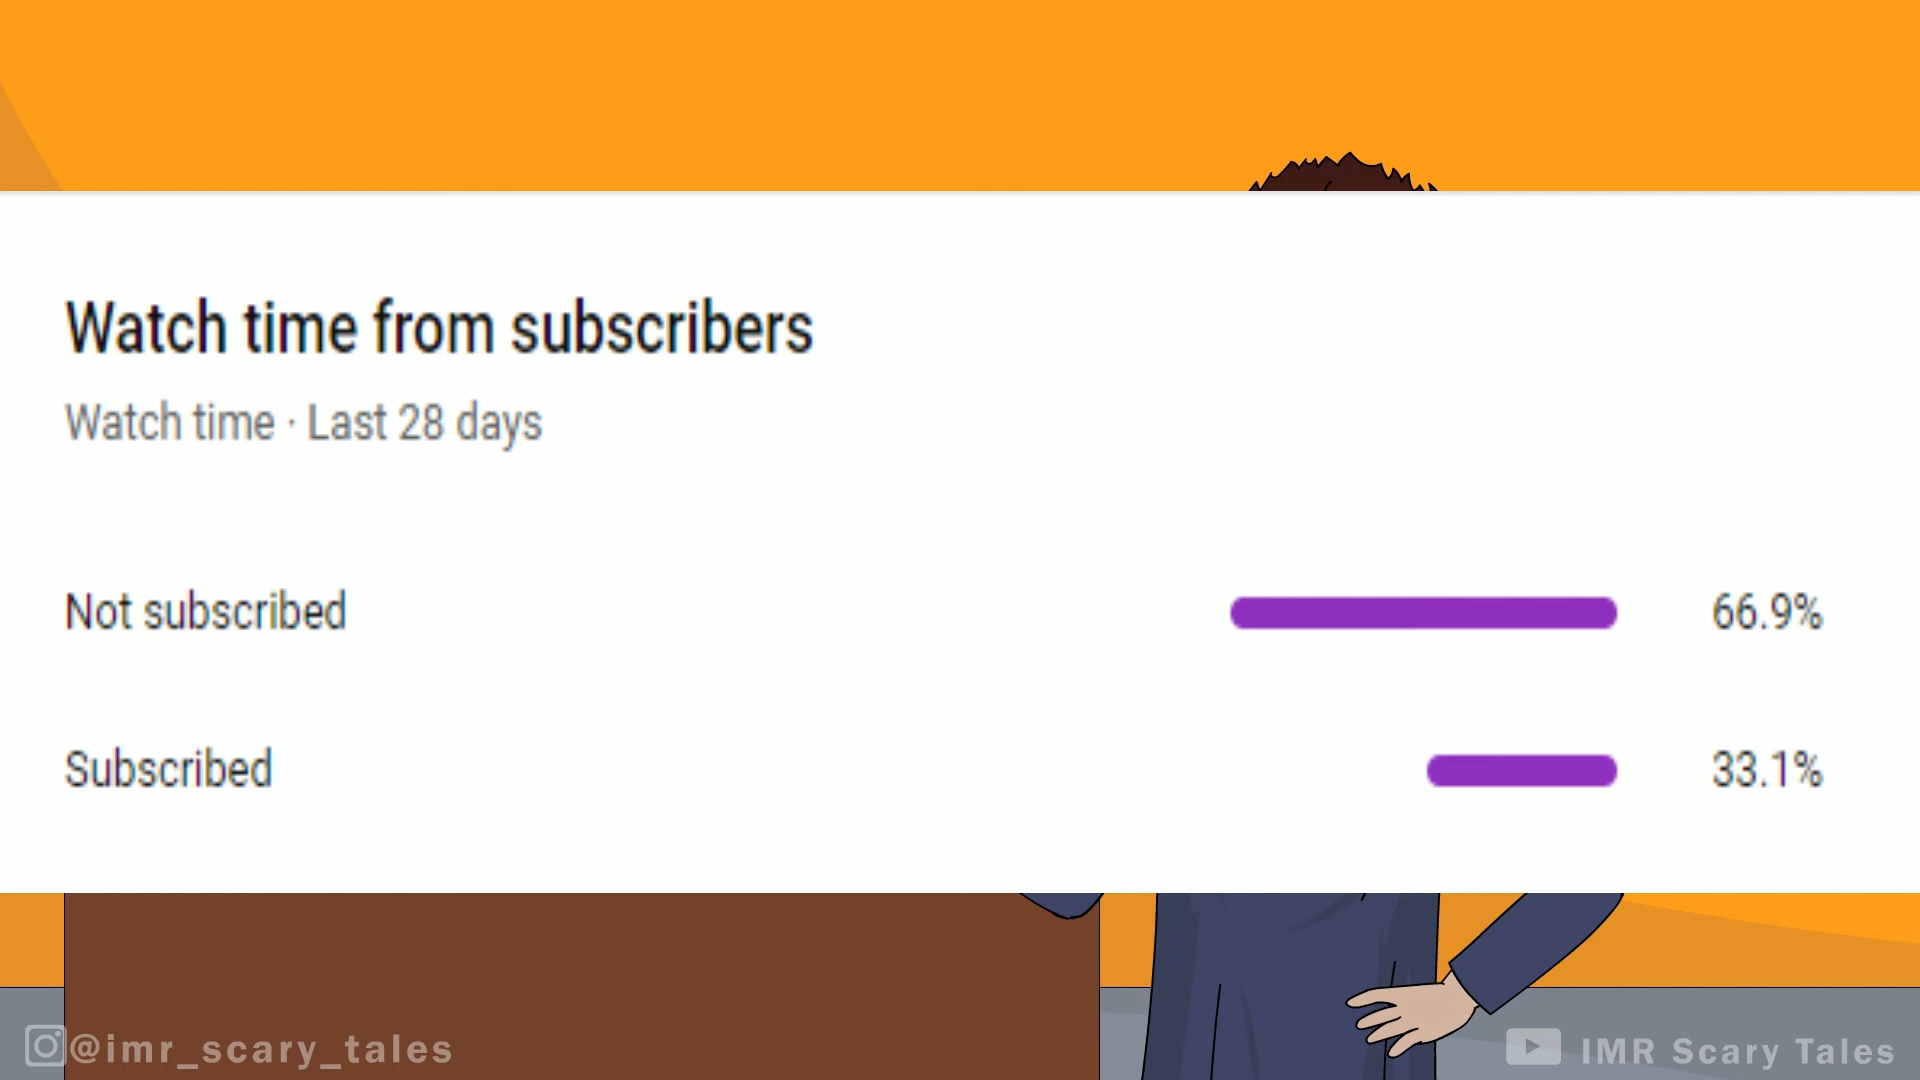 Watch time from subscribers
Watch time · Last 28 days
Not subscribed 66.9%
Subscribed 33.1%
@imr_scary_tales
IMR Scary Tales